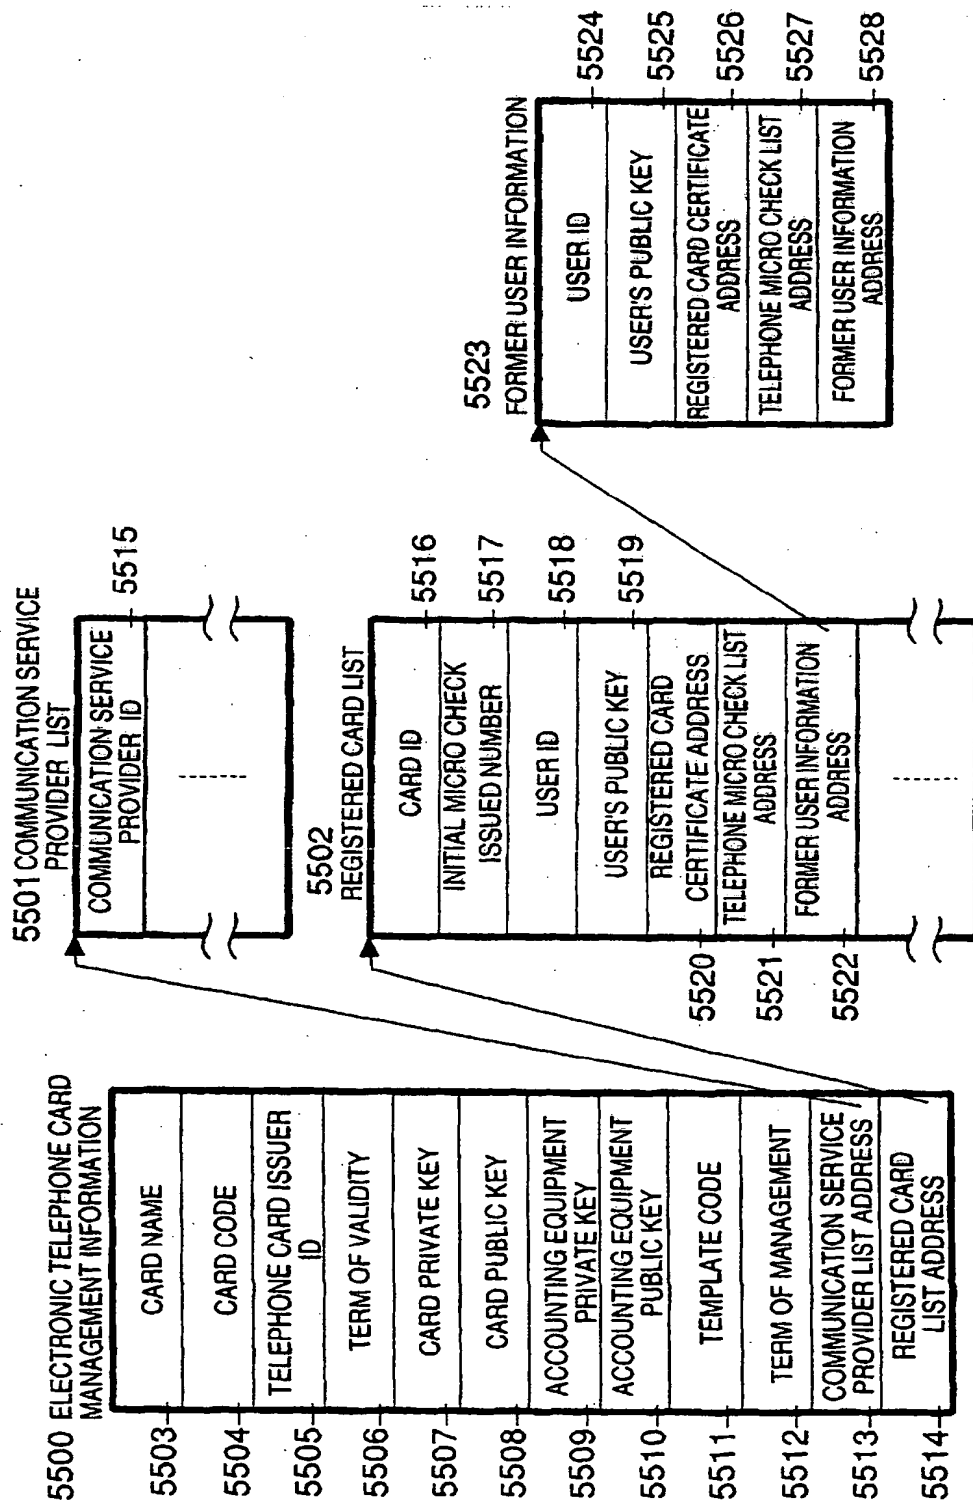 5500 ELECTRONIC TELEPHONE CARD
MANAGEMENT INFORMATION
5503
CARD NAME
5504
CARD CODE
5505
TELEPHONE CARD ISSUER
ID
5506
TERM OF VALIDITY
5507
CARD PRIVATE KEY
5508
CARD PUBLIC KEY
5509
ACCOUNTING EQUIPMENT
PRIVATE KEY
5510
ACCOUNTING EQUIPMENT
PUBLIC KEY
5511
TEMPLATE CODE
5512
TERM OF MANAGEMENT
5513
COMMUNICATION SERVICE
PROVIDER LIST ADDRESS
5514
REGISTERED CARD
LIST ADDRESS
5501 COMMUNICATION SERVICE
PROVIDER LIST
COMMUNICATION SERVICE
PROVIDER ID
5515
5502
REGISTERED CARD LIST
CARD ID
5516
INITIAL MICRO CHECK
ISSUED NUMBER
5517
USER ID
5518
USER'S PUBLIC KEY
5519
REGISTERED CARD
CERTIFICATE ADDRESS
5520
TELEPHONE MICRO CHECK LIST
ADDRESS
5521
FORMER USER INFORMATION
ADDRESS
5522
5523
FORMER USER INFORMATION
USER ID
5524
USER'S PUBLIC KEY
5525
REGISTERED CARD CERTIFICATE
ADDRESS
5526
TELEPHONE MICRO CHECK LIST
ADDRESS
5527
FORMER USER INFORMATION
ADDRESS
5528